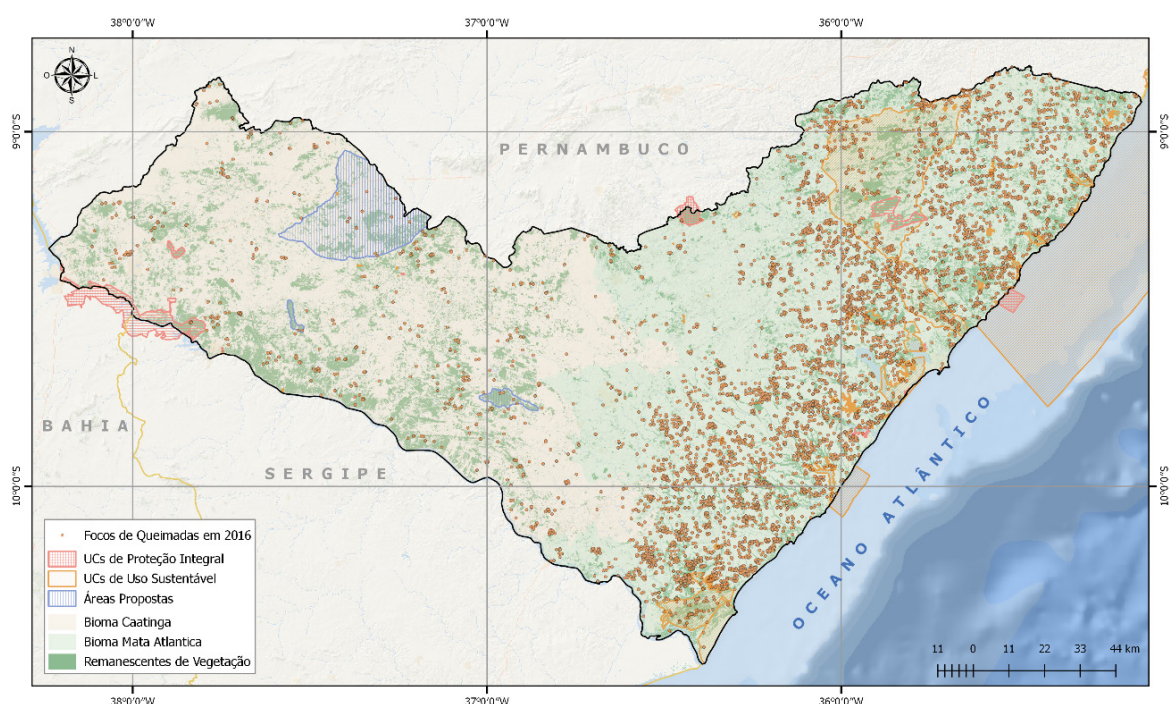 38°0'0"W
37°0'0"W
36°0'0"W
N
O
L
S
9°0'0"S
9°0'0"S
PERNAMBUCO
BAHIA
SERGIPE
10°0'0"S
10°0'0"S
OCEANO ATLÂNTICO
Focos de Queimadas em 2016
UCs de Proteção Integral
UCs de Uso Sustentável
Áreas Propostas
Bioma Caatinga
Bioma Mata Atlantica
Remanescentes de Vegetação
11 0 11 22 33 44 km
38°0'0"W
37°0'0"W
36°0'0"W